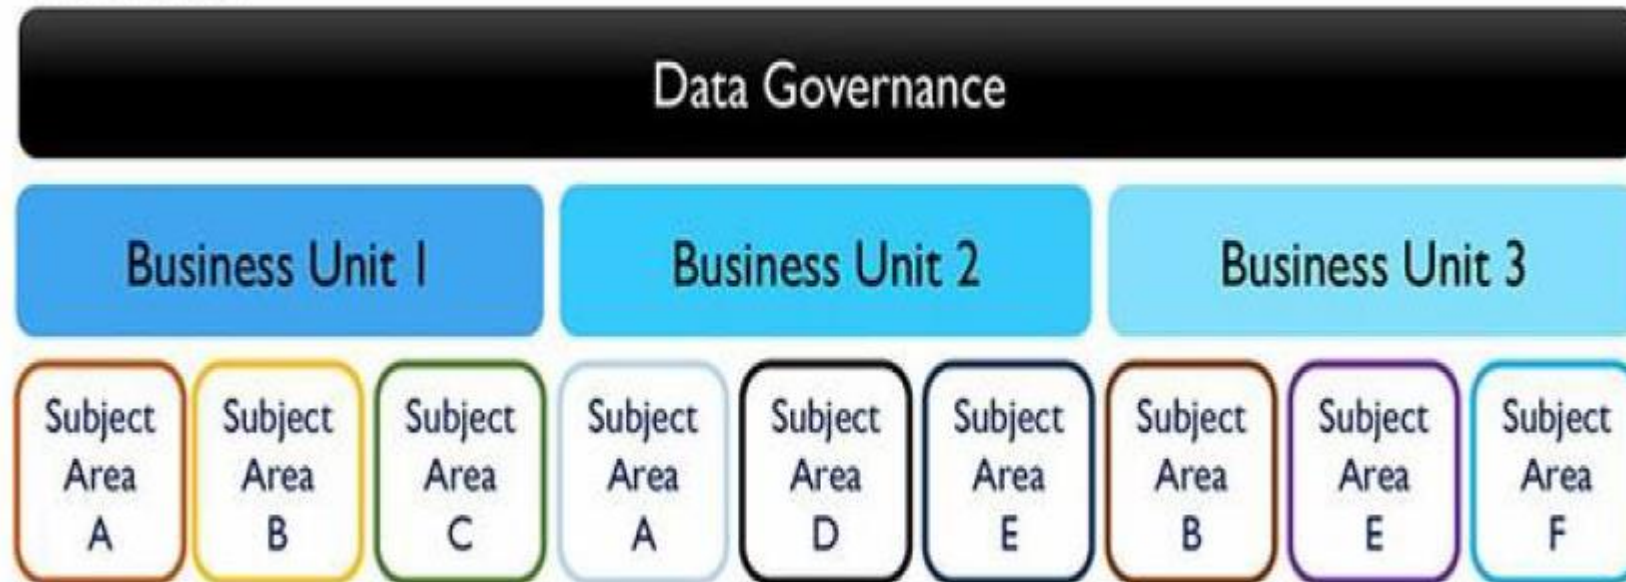 Data Governance
Business Unit 1
Business Unit 2
Business Unit 3
Subject
Area
A
Subject
Area
B
Subject
Area
C
Subject
Area
A
Subject
Area
D
Subject
Area
E
Subject
Area
B
Subject
Area
E
Subject
Area
F